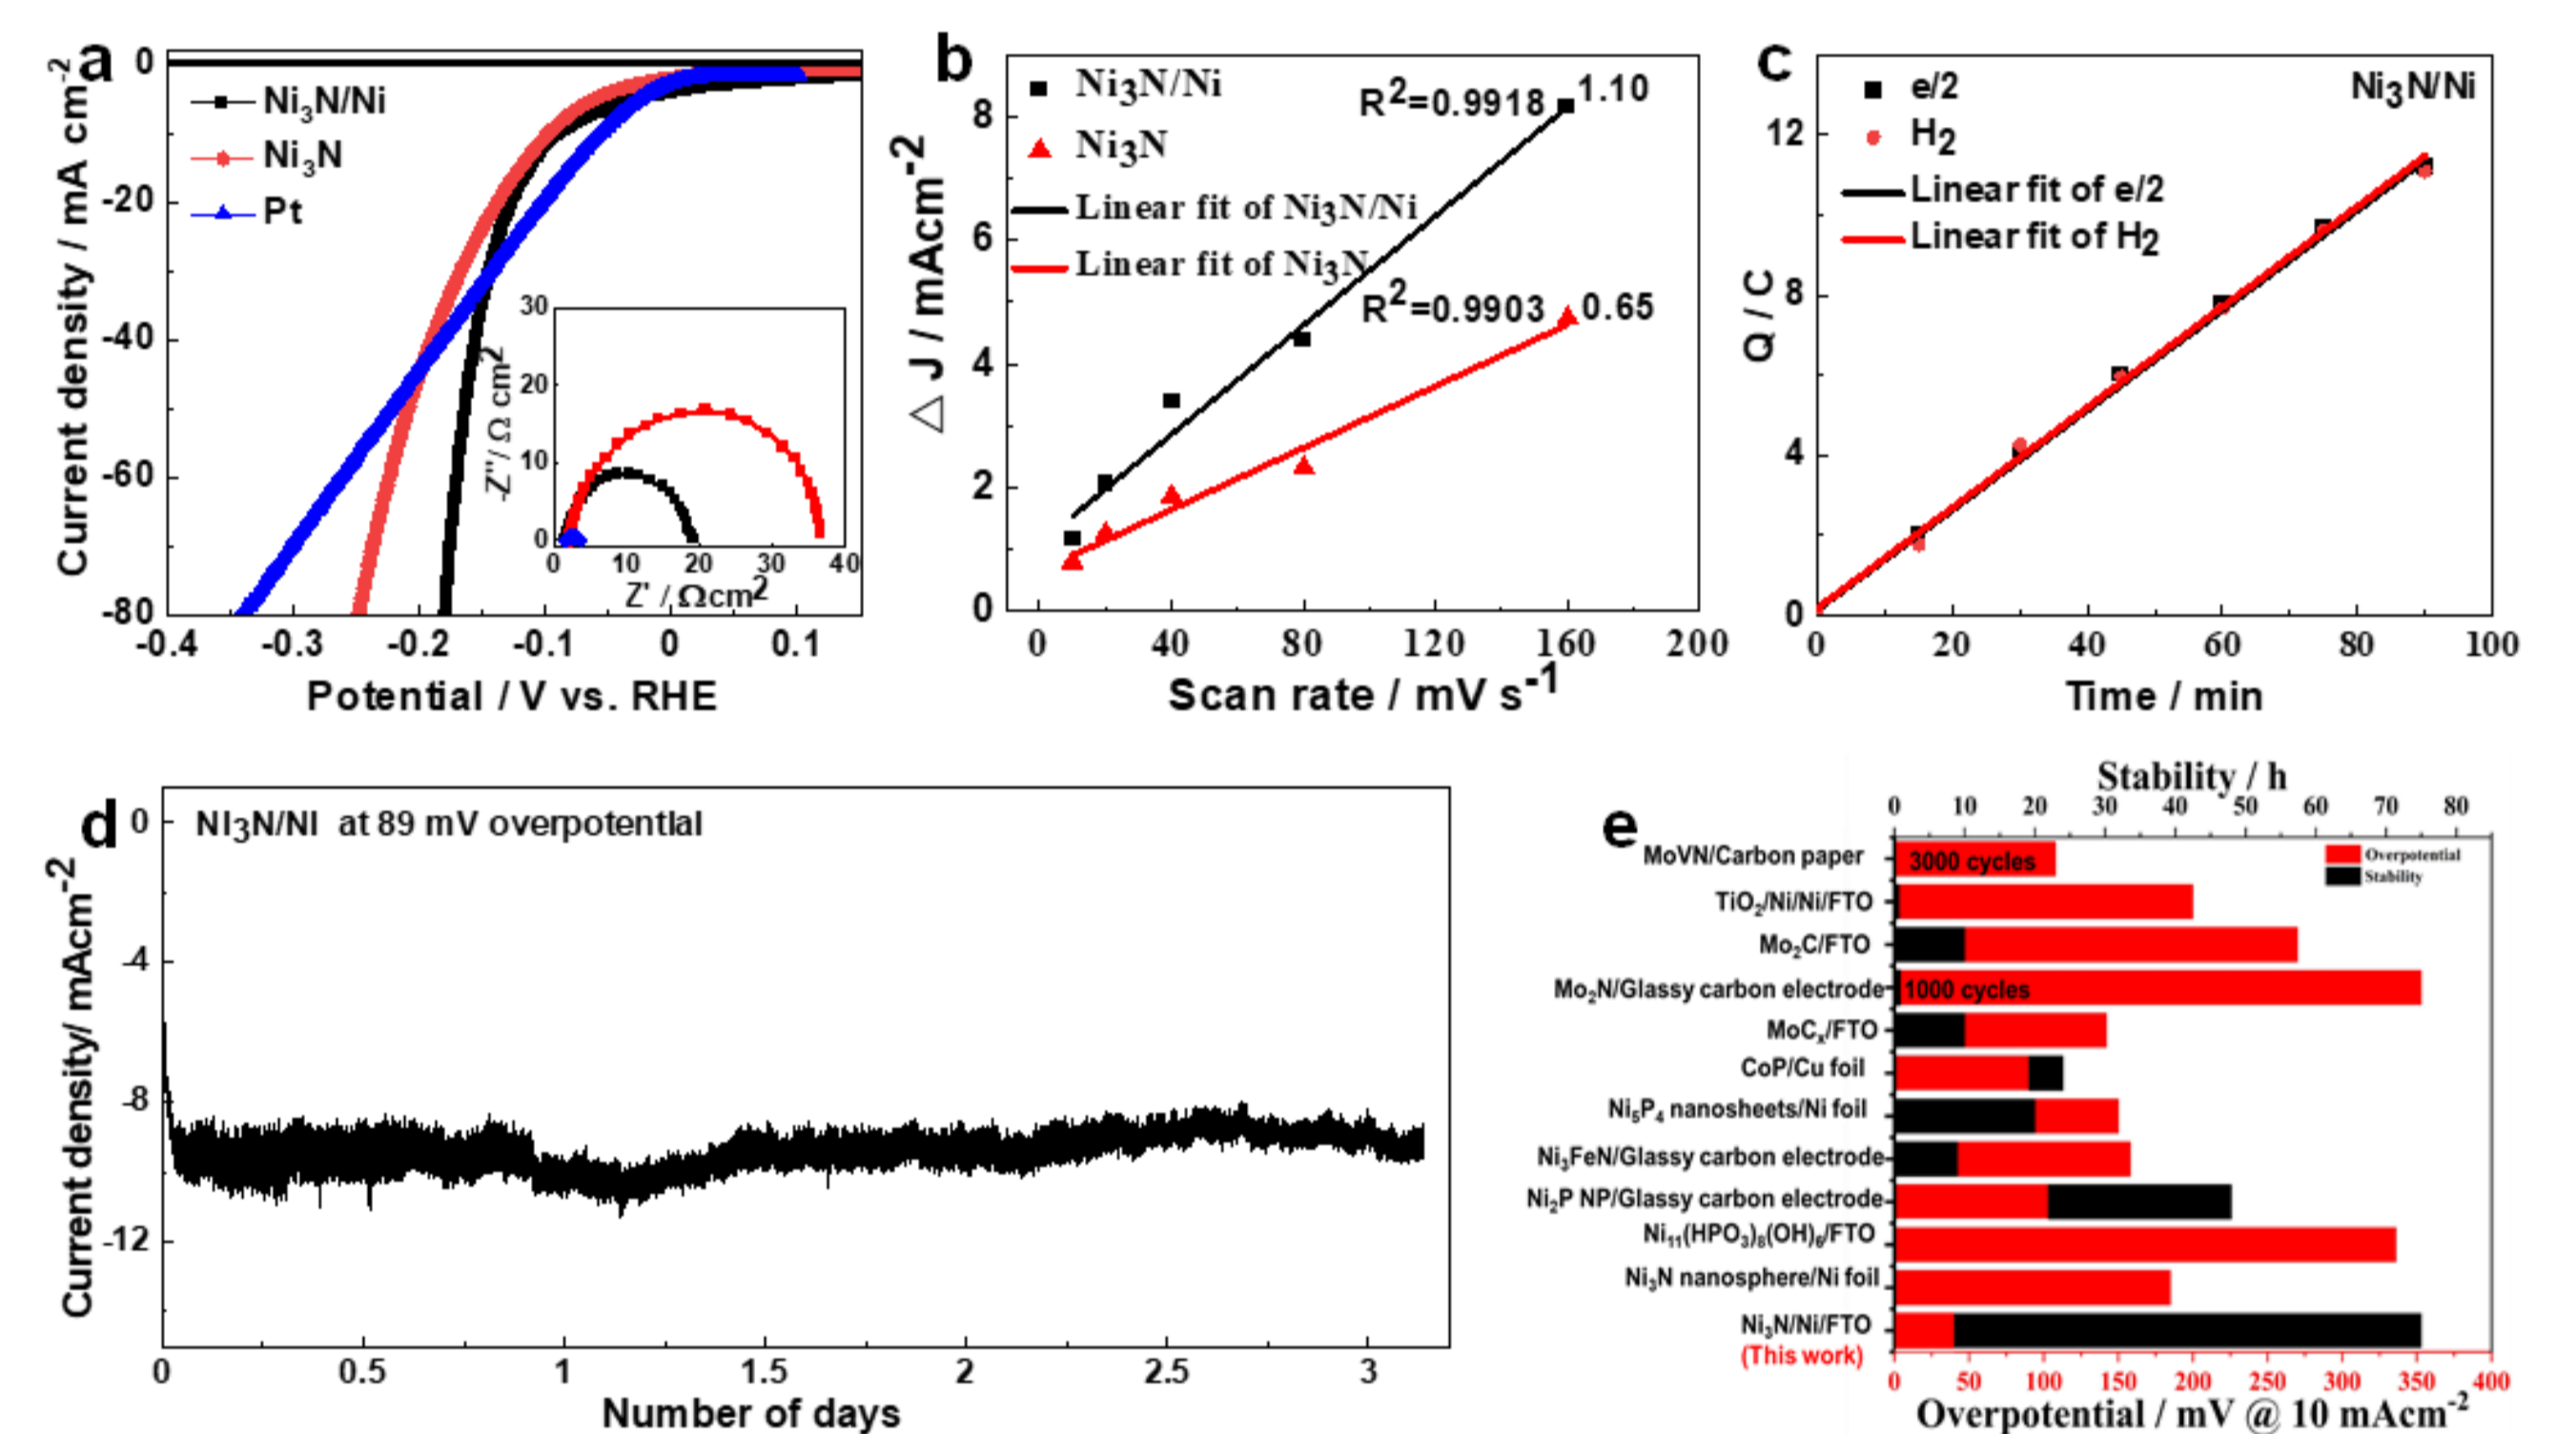 a
Current density / mA cm⁻²
0
-20
-40
-60
-80
Ni₃N/Ni
Ni₃N
Pt
-0.4 -0.3 -0.2 -0.1 0 0.1
Potential / V vs. RHE
-Z''/ Ω cm²
30
20
10
0
0 10 20 30 40
Z' / Ωcm²
b
△ J / mAcm⁻²
8
6
4
2
0
Ni₃N/Ni
Ni₃N
Linear fit of Ni₃N/Ni
Linear fit of Ni₃N
R²=0.9918 1.10
R²=0.9903 0.65
0 40 80 120 160 200
Scan rate / mV s⁻¹
c
Q / C
12
8
4
0
e/2
H₂
Linear fit of e/2
Linear fit of H₂
Ni₃N/Ni
0 20 40 60 80 100
Time / min
d
Current density/ mAcm⁻²
0
-4
-8
-12
NI₃N/NI at 89 mV overpotential
0 0.5 1 1.5 2 2.5 3
Number of days
e
Stability / h
0 10 20 30 40 50 60 70 80
Overpotential
Stability
MoVN/Carbon paper
3000 cycles
TiO₂/Ni/Ni/FTO
Mo₂C/FTO
Mo₂N/Glassy carbon electrode
1000 cycles
MoCₓ/FTO
CoP/Cu foil
Ni₅P₄ nanosheets/Ni foil
Ni₃FeN/Glassy carbon electrode
Ni₂P NP/Glassy carbon electrode
Ni₁₁(HPO₃)₈(OH)₆/FTO
Ni₃N nanosphere/Ni foil
Ni₃N/Ni/FTO
(This work)
0 50 100 150 200 250 300 350 400
Overpotential / mV @ 10 mAcm⁻²